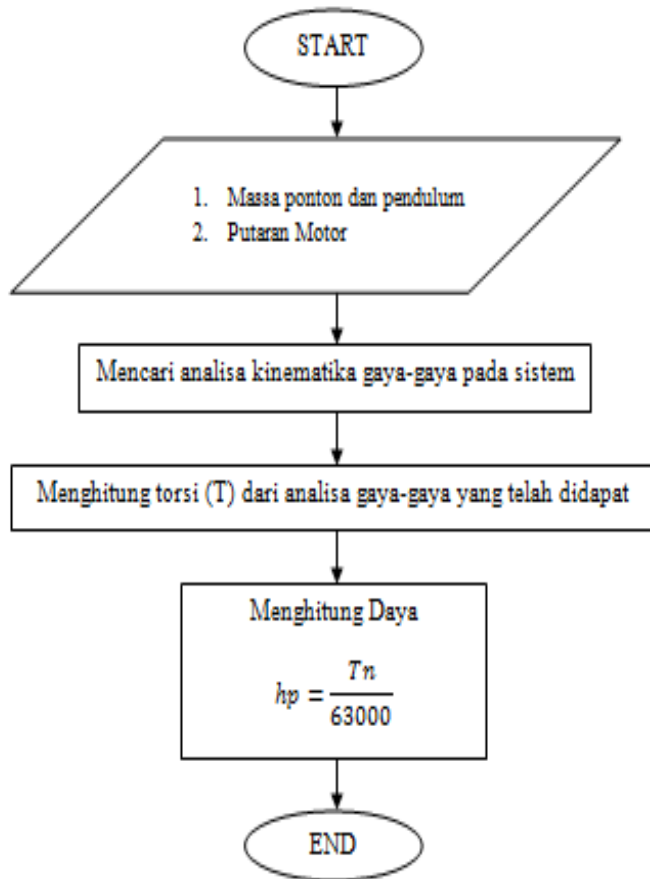 START
1. Massa ponton dan pendulum
2. Putaran Motor
Mencari analisa kinematika gaya-gaya pada sistem
Menghitung torsi (T) dari analisa gaya-gaya yang telah didapat
Menghitung Daya
hp = Tn / 63000
END